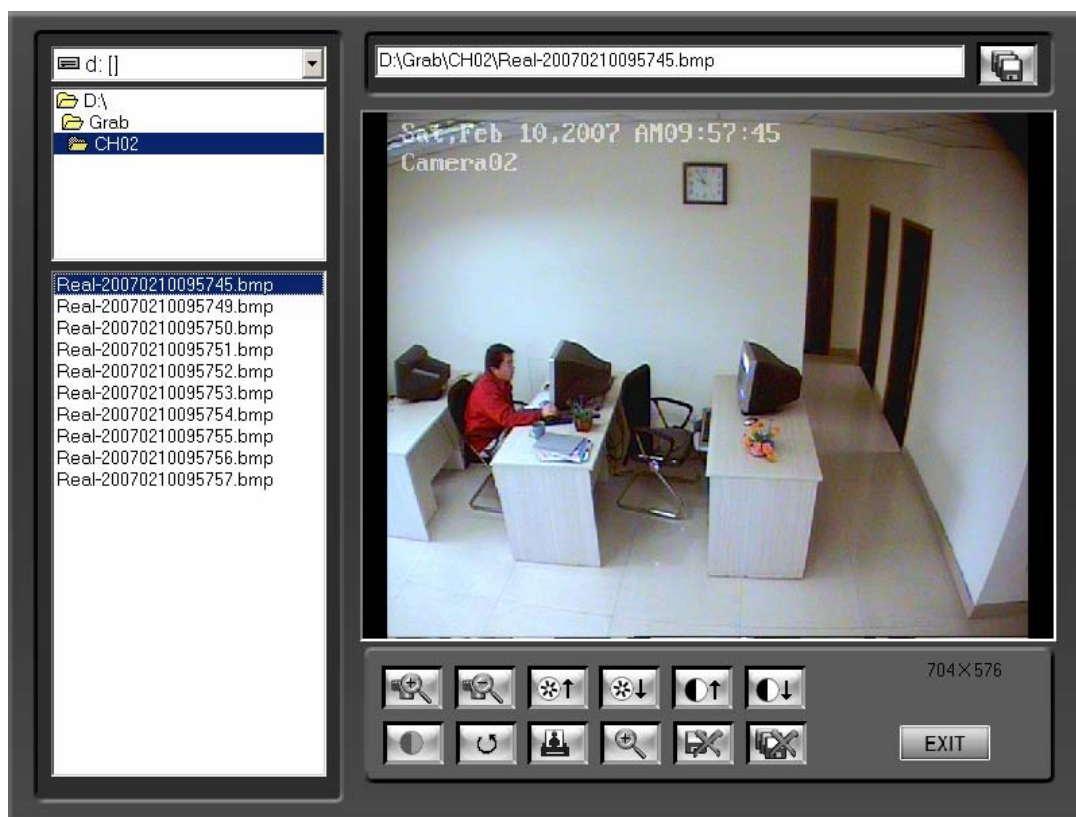 d: []
D:\
Grab
CH02
Real-20070210095745.bmp
Real-20070210095749.bmp
Real-20070210095750.bmp
Real-20070210095751.bmp
Real-20070210095752.bmp
Real-20070210095753.bmp
Real-20070210095754.bmp
Real-20070210095755.bmp
Real-20070210095756.bmp
Real-20070210095757.bmp
D:\Grab\CH02\Real-20070210095745.bmp
Sat,Feb 10,2007 AM09:57:45
Camera02
704×576
EXIT